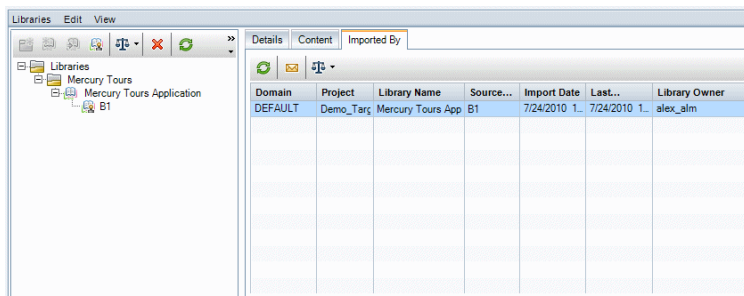 Libraries Edit View
»
Details Content Imported By
Libraries
Mercury Tours
Mercury Tours Application
B1
Domain Project Library Name Source... Import Date Last... Library Owner
DEFAULT Demo_Targ Mercury Tours App B1 7/24/2010 1... 7/24/2010 1... alex_alm